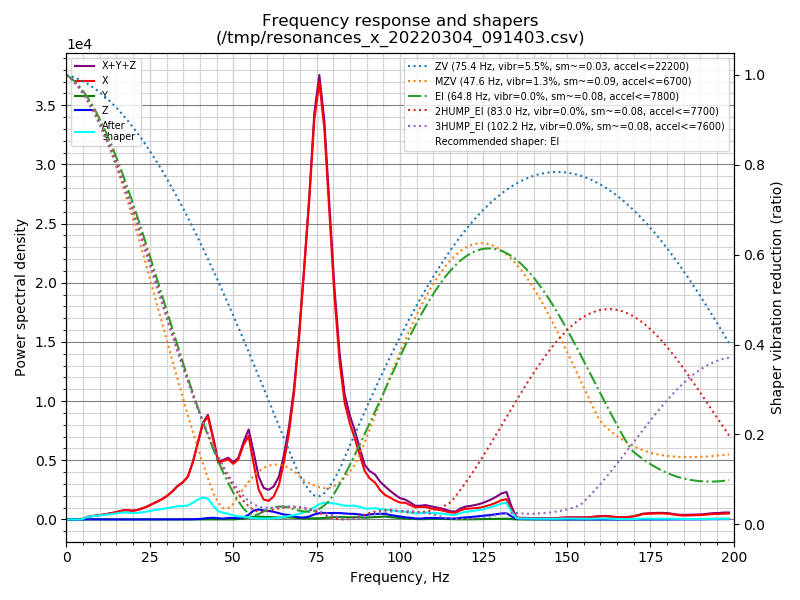 Frequency response and shapers
(/tmp/resonances_x_20220304_091403.csv)
1e4
X+Y+Z
X
Y
Z
After
shaper
ZV (75.4 Hz, vibr=5.5%, sm~=0.03, accel<=22200)
MZV (47.6 Hz, vibr=1.3%, sm~=0.09, accel<=6700)
EI (64.8 Hz, vibr=0.0%, sm~=0.08, accel<=7800)
2HUMP_EI (83.0 Hz, vibr=0.0%, sm~=0.08, accel<=7700)
3HUMP_EI (102.2 Hz, vibr=0.0%, sm~=0.08, accel<=7600)
Recommended shaper: EI
Power spectral density
3.5
3.0
2.5
2.0
1.5
1.0
0.5
0.0
1.0
0.8
0.6
0.4
0.2
0.0
Shaper vibration reduction (ratio)
0 25 50 75 100 125 150 175 200
Frequency, Hz